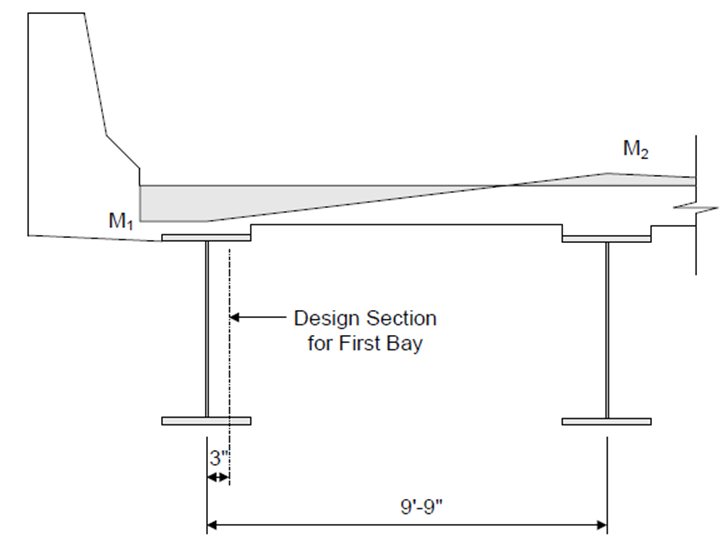 M₂
M₁
Design Section
for First Bay
3"
9'-9"